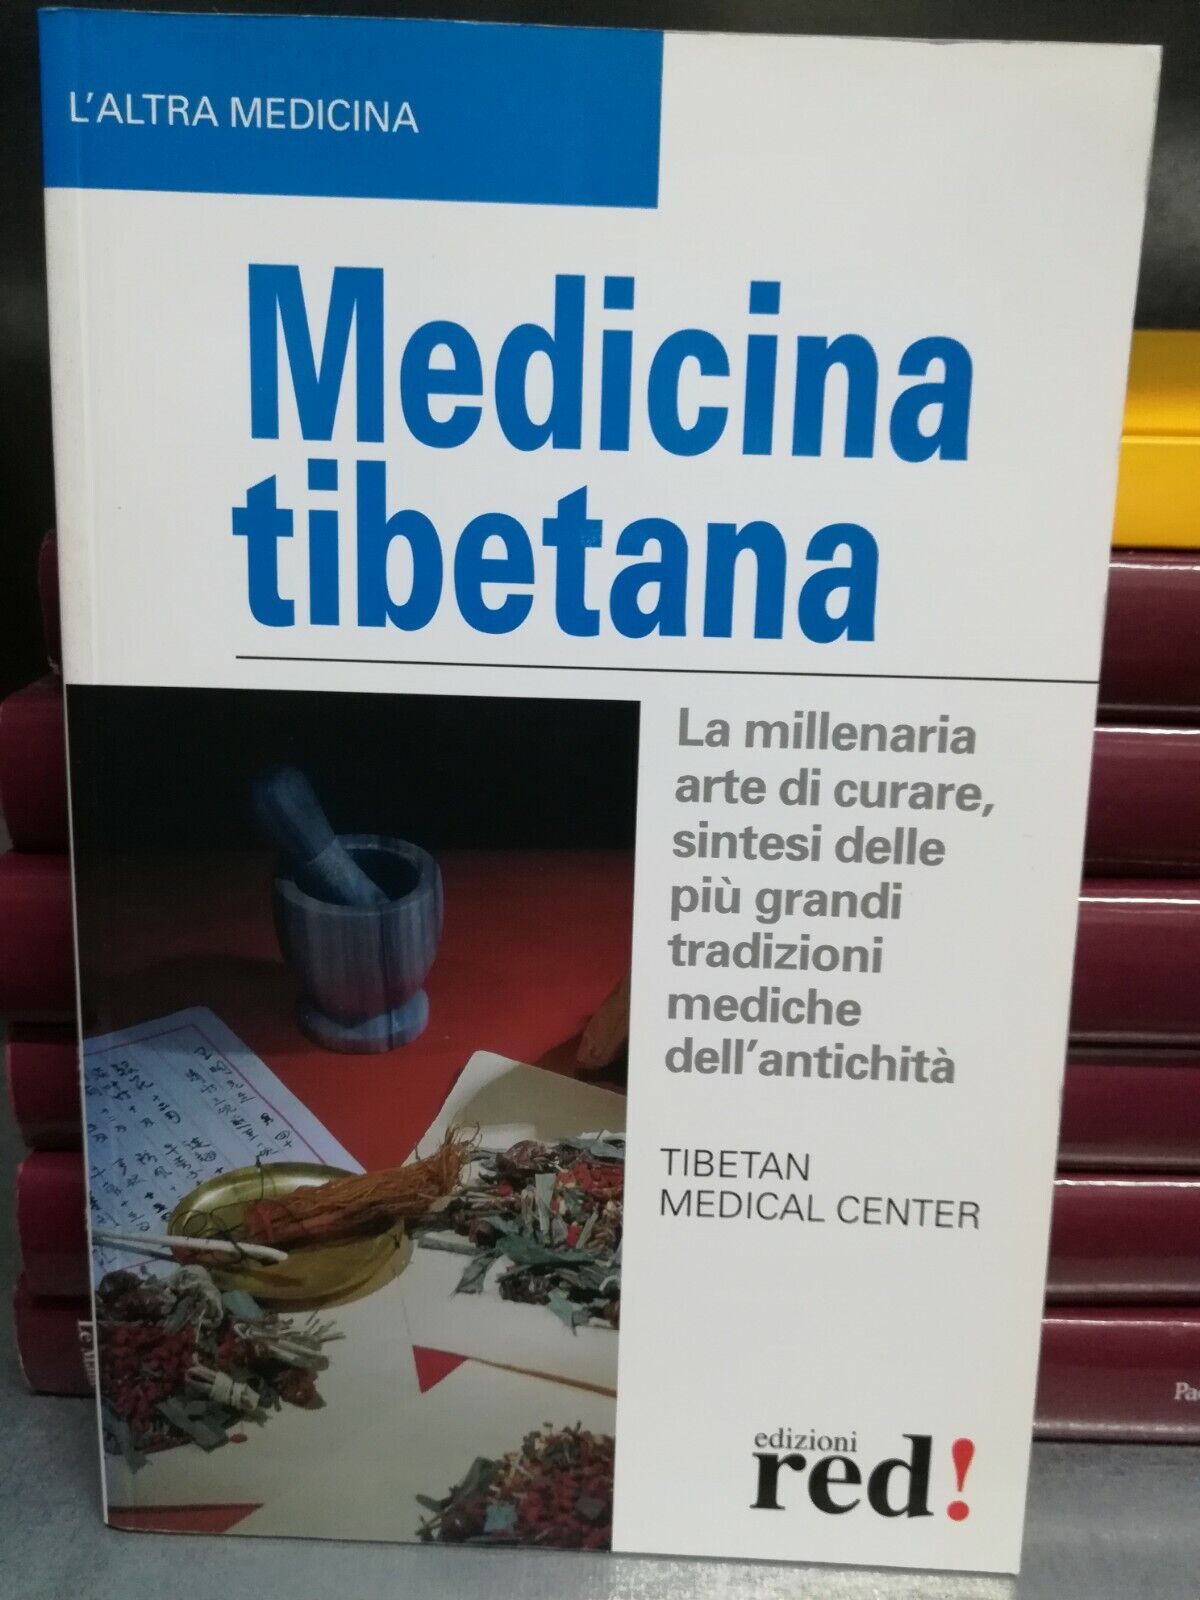 L'ALTRA MEDICINA
Medicina
tibetana
La millenaria
arte di curare,
sintesi delle
più grandi
tradizioni
mediche
dell'antichità
TIBETAN
MEDICAL CENTER
edizioni
red!
Le